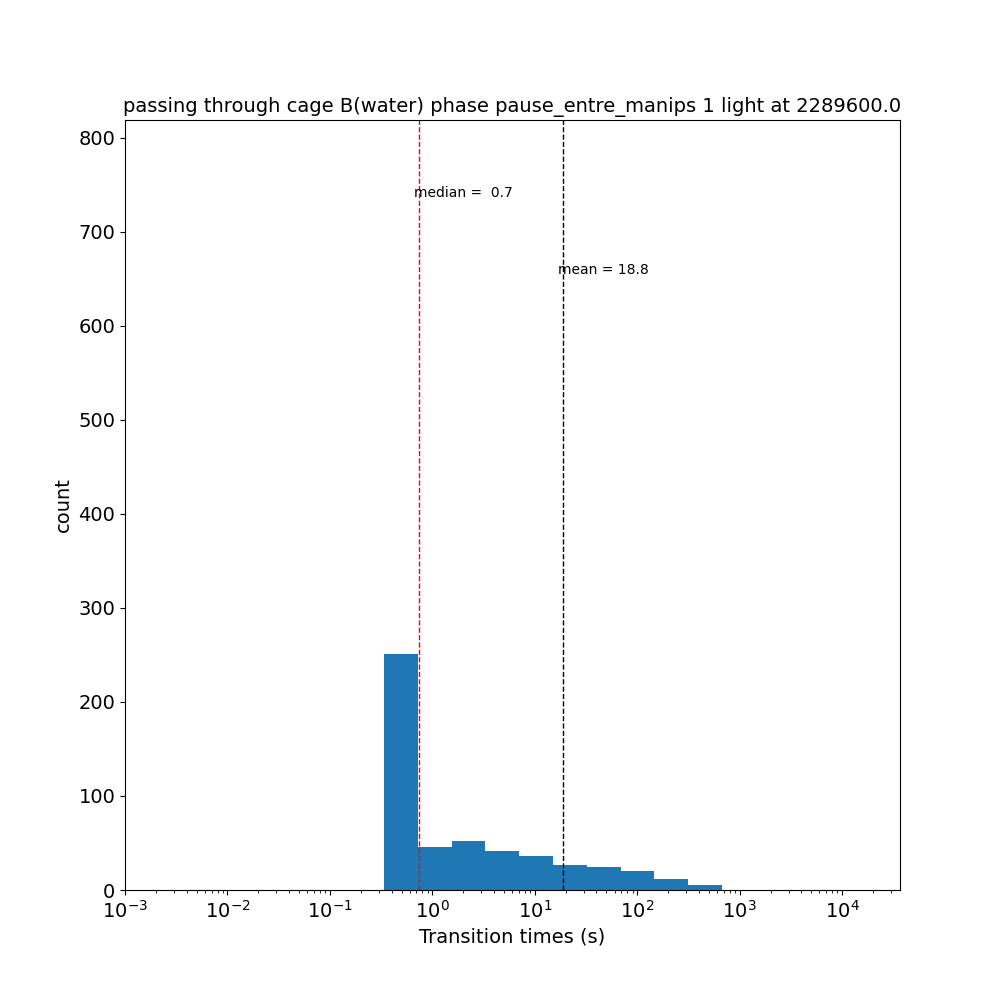 passing through cage B(water) phase pause_entre_manips 1 light at 2289600.0
800
median =  0.7
700
mean = 18.8
600
500
400
count
300
200
100
0
10⁻³ 10⁻² 10⁻¹ 10⁰ 10¹ 10² 10³ 10⁴
Transition times (s)